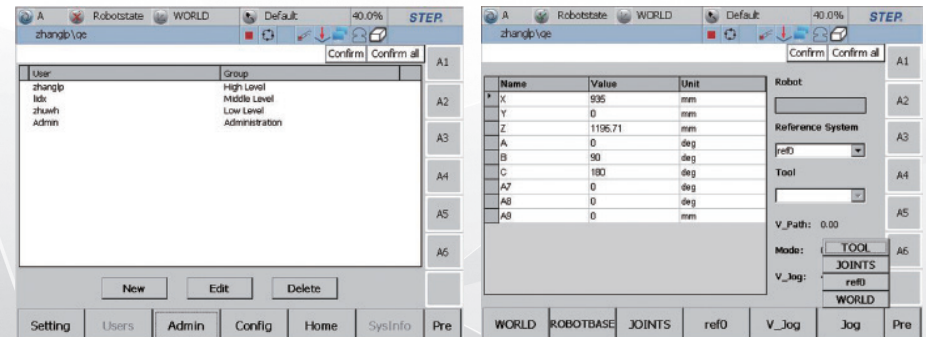 A Robotstate WORLD Default 40.0% STEP.
zhanglp\qe
Confirm Confirm all
User Group
zhanglp High Level
lidx Middle Level
zhuwh Low Level
Admin Administration
A1
A2
A3
A4
A5
A6
New Edit Delete
Setting Users Admin Config Home SysInfo Pre
A Robotstate WORLD Default 40.0% STEP.
zhanglp\qe
Confirm Confirm all
Name Value Unit
* X 935 mm
Y 0 mm
Z 1195.71 mm
A 0 deg
B 90 deg
C 180 deg
A7 0 deg
A8 0 deg
A9 0 mm
Robot
Reference System
ref0
Tool
V_Path: 0.00
Mode:
V_Jog:
TOOL
JOINTS
ref0
WORLD
A1
A2
A3
A4
A5
A6
WORLD ROBOTBASE JOINTS ref0 V_Jog Jog Pre